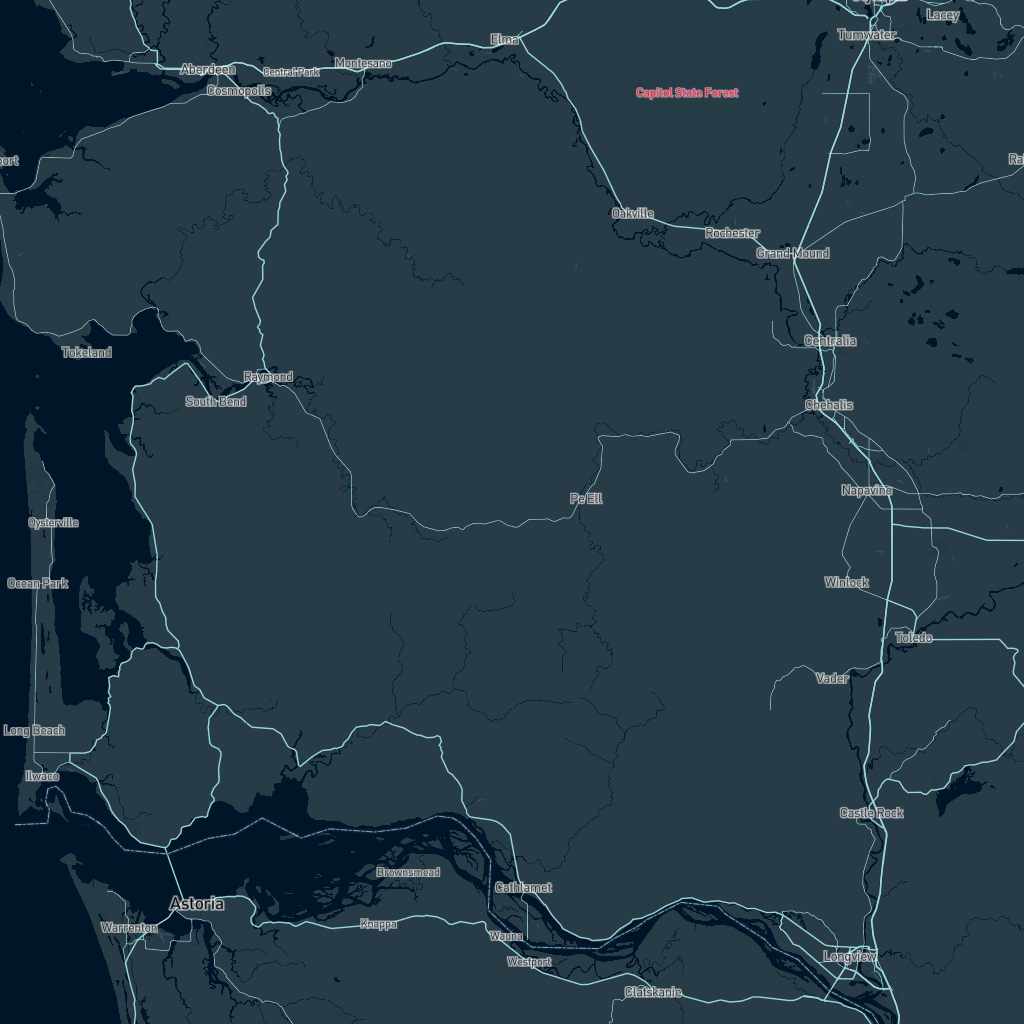 Lacey
Tumwater
Elma
Montesano
Aberdeen
Central Park
Cosmopolis
Capitol State Forest
Oakville
Rochester
Grand Mound
Centralia
Tokeland
Raymond
South Bend
Chehalis
Napavine
Pe Ell
Oysterville
Ocean Park
Winlock
Toledo
Vader
Long Beach
Ilwaco
Castle Rock
Brownsmead
Cathlamet
Astoria
Knappa
Warrenton
Wauna
Longview
Westport
Clatskanie